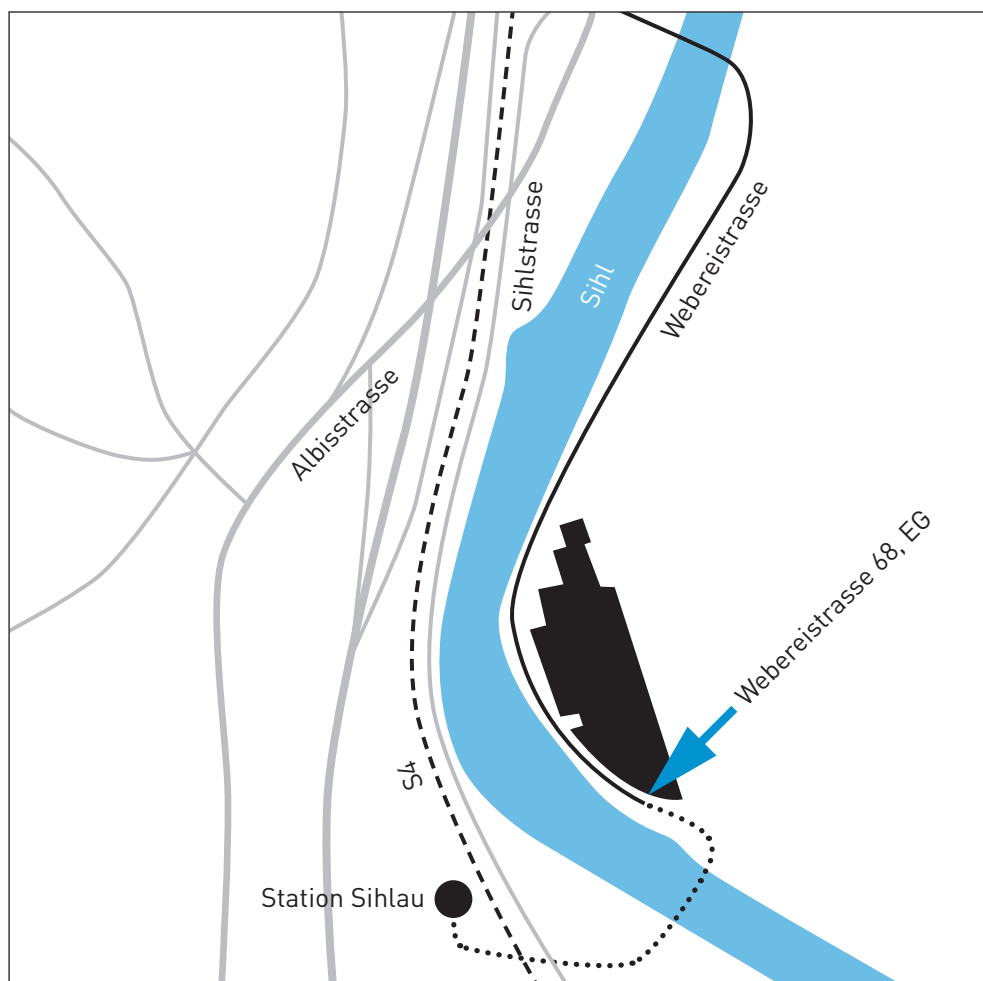 Sihlstrasse
Webereistrasse
Sihl
Albisstrasse
Webereistrasse 68, EG
S4
Station Sihlau